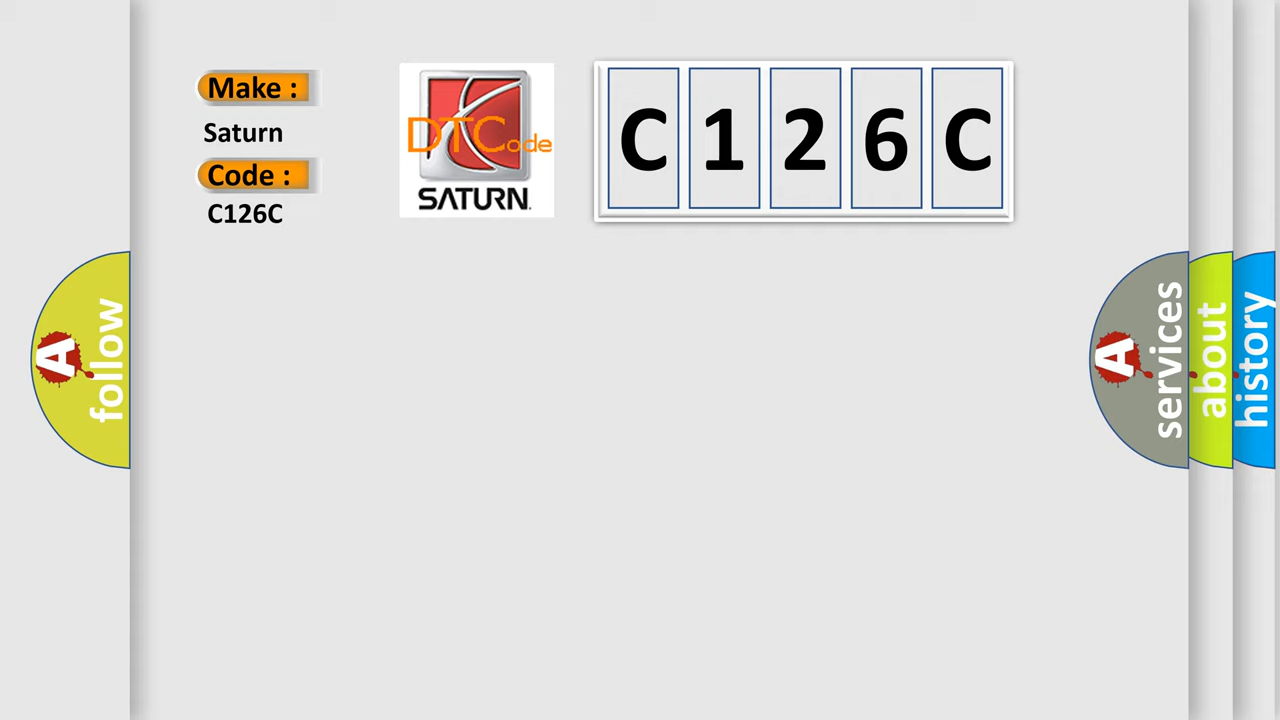 Make :
Saturn
Code :
C126C
DTCode
SATURN.
C 1 2 6 C
A follow
A services
about
history